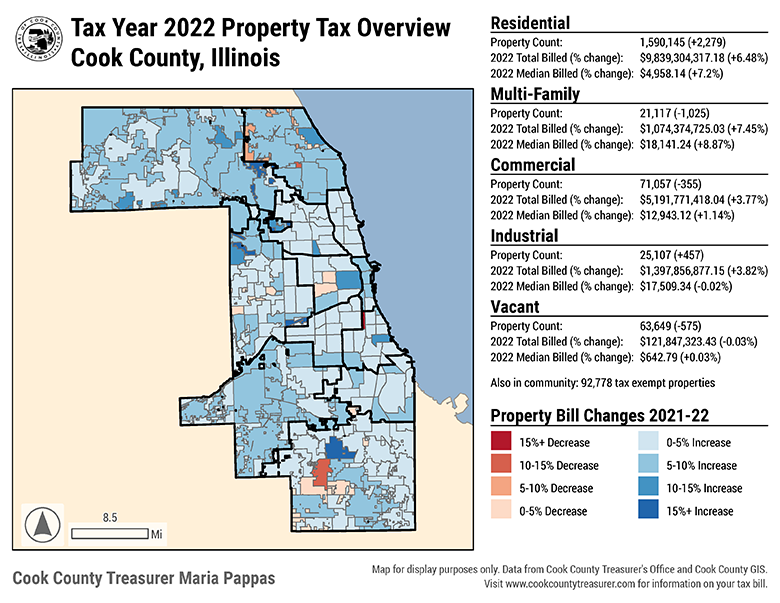 Tax Year 2022 Property Tax Overview
Cook County, Illinois
Residential
Property Count: 1,590,145 (+2,279)
2022 Total Billed (% change): $9,839,304,317.18 (+6.48%)
2022 Median Billed (% change): $4,958.14 (+7.2%)
Multi-Family
Property Count: 21,117 (-1,025)
2022 Total Billed (% change): $1,074,374,725.03 (+7.45%)
2022 Median Billed (% change): $18,141.24 (+8.87%)
Commercial
Property Count: 71,057 (-355)
2022 Total Billed (% change): $5,191,771,418.04 (+3.77%)
2022 Median Billed (% change): $12,943.12 (+1.14%)
Industrial
Property Count: 25,107 (+457)
2022 Total Billed (% change): $1,397,856,877.15 (+3.82%)
2022 Median Billed (% change): $17,509.34 (-0.02%)
Vacant
Property Count: 63,649 (-575)
2022 Total Billed (% change): $121,847,323.43 (-0.03%)
2022 Median Billed (% change): $642.79 (+0.03%)
Also in community: 92,778 tax exempt properties
Property Bill Changes 2021-22
15%+ Decrease
10-15% Decrease
5-10% Decrease
0-5% Decrease
0-5% Increase
5-10% Increase
10-15% Increase
15%+ Increase
8.5
Mi
Cook County Treasurer Maria Pappas
Map for display purposes only. Data from Cook County Treasurer's Office and Cook County GIS.
Visit www.cookcountytreasurer.com for information on your tax bill.